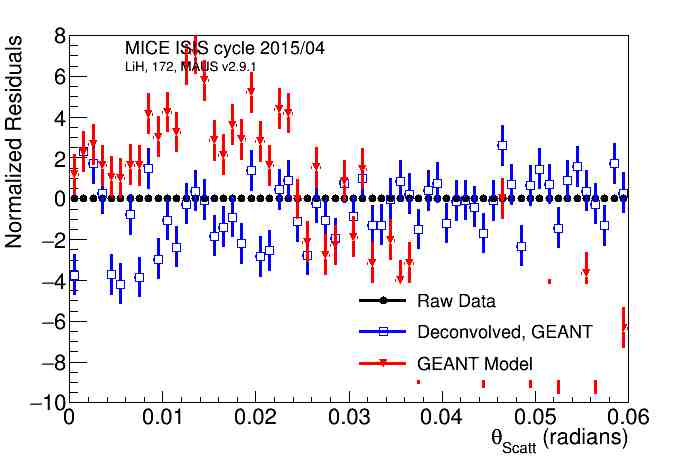 MICE ISIS cycle 2015/04
LiH, 172, MAUS v2.9.1
Normalized Residuals
8
6
4
2
0
−2
−4
−6
−8
−10
Raw Data
Deconvolved, GEANT
GEANT Model
0 0.01 0.02 0.03 0.04 0.05 0.06
θScatt (radians)